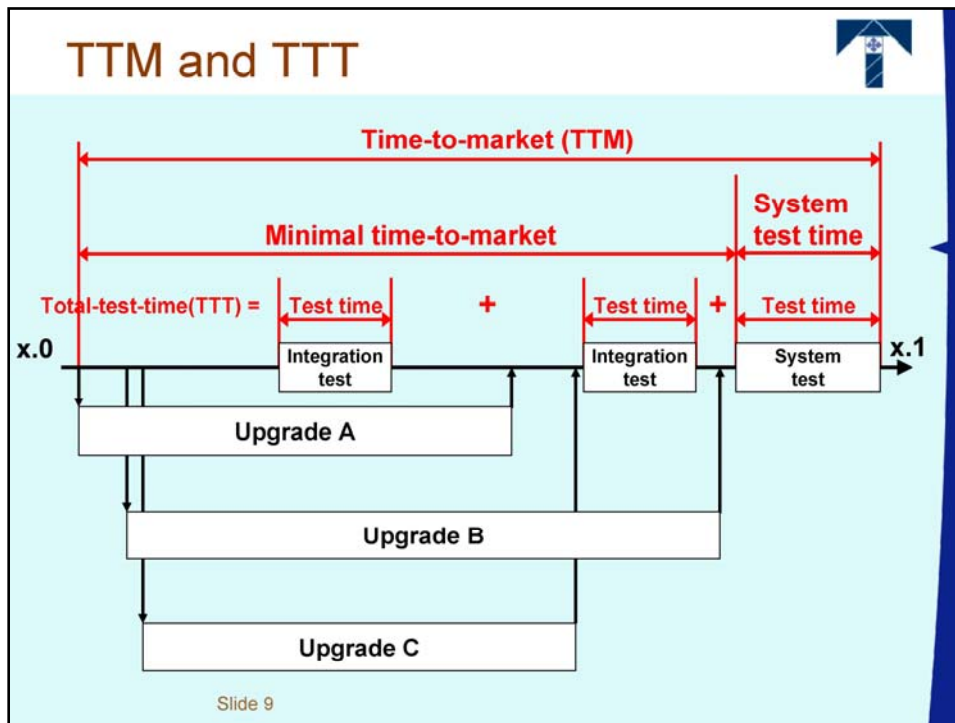 TTM and TTT
Time-to-market (TTM)
System
test time
Minimal time-to-market
Total-test-time(TTT) = Test time + Test time + Test time
x.0
Integration
test
Integration
test
System
test
x.1
Upgrade A
Upgrade B
Upgrade C
Slide 9